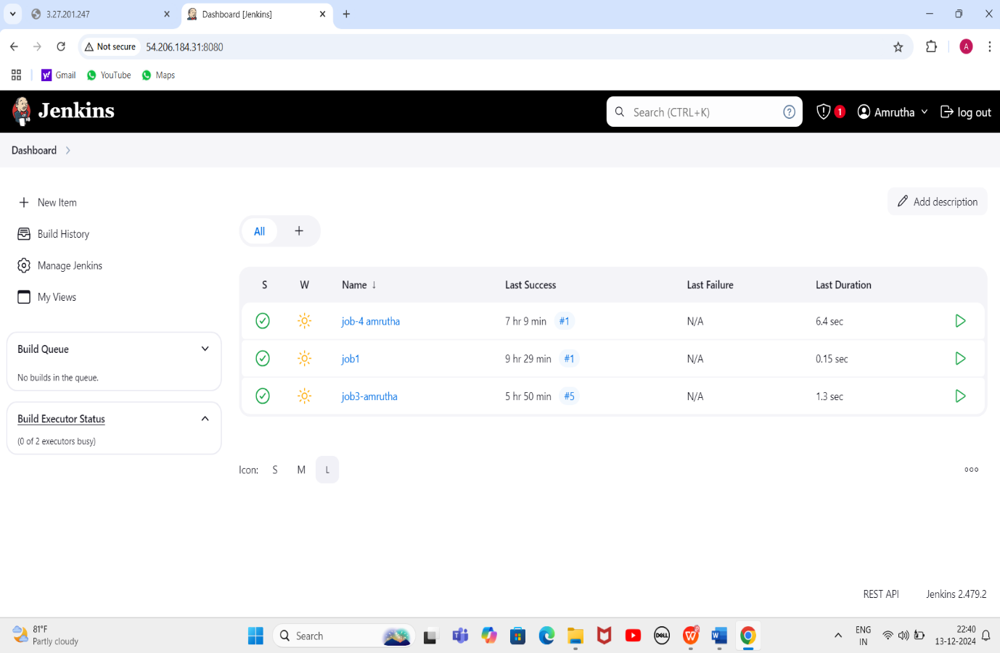 3.27.201.247
Dashboard [Jenkins]
Not secure 54.206.184.31:8080
A
Gmail YouTube Maps
Jenkins
Search (CTRL+K)
1
Amrutha
log out
Dashboard
New Item
Add description
Build History
All +
Manage Jenkins
My Views
S W Name ↓ Last Success Last Failure Last Duration
job-4 amrutha 7 hr 9 min #1 N/A 6.4 sec
job1 9 hr 29 min #1 N/A 0.15 sec
job3-amrutha 5 hr 50 min #5 N/A 1.3 sec
Build Queue
No builds in the queue.
Build Executor Status
(0 of 2 executors busy)
Icon: S M L
REST API Jenkins 2.479.2
81°F
Partly cloudy
Search
DELL
ENG
IN
22:40
13-12-2024